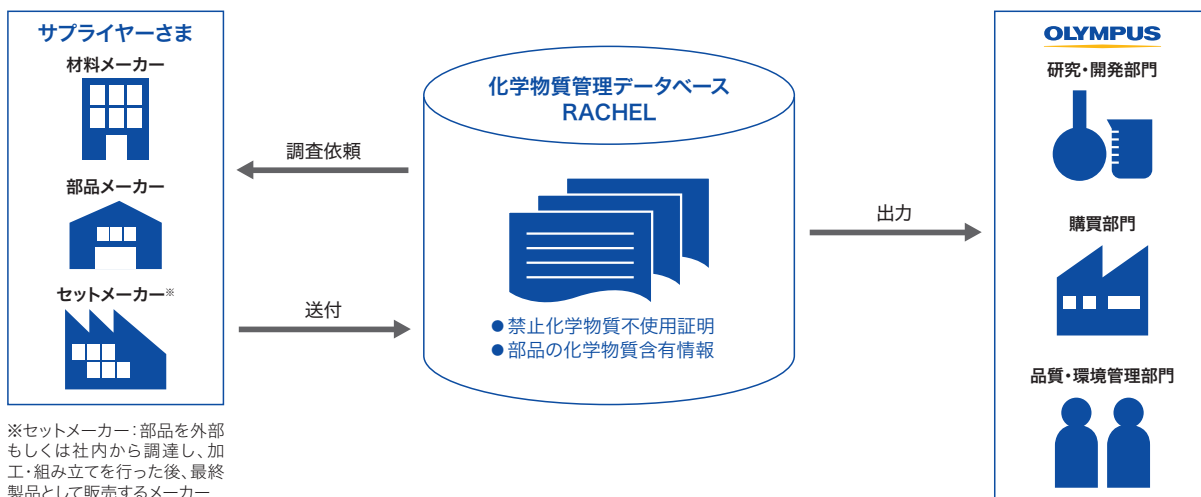 サプライヤーさま
材料メーカー
部品メーカー
セットメーカー※
※セットメーカー：部品を外部
もしくは社内から調達し、加
工・組み立てを行った後、最終
製品として販売するメーカー
調査依頼
送付
化学物質管理データベース
RACHEL
●禁止化学物質不使用証明
●部品の化学物質含有情報
出力
OLYMPUS
研究・開発部門
購買部門
品質・環境管理部門